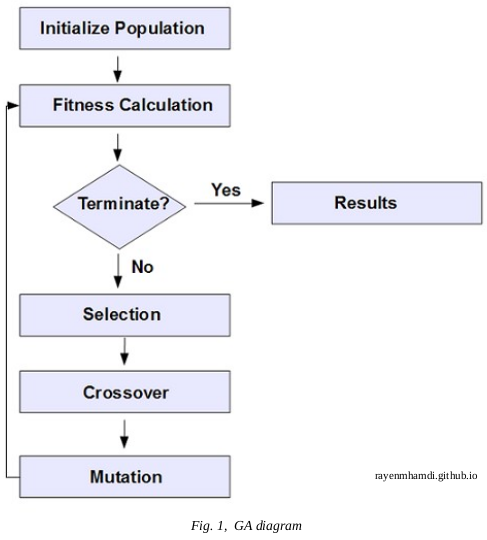 Initialize Population
Fitness Calculation
Terminate?
Yes
Results
No
Selection
Crossover
Mutation
rayenmhamdi.github.io
Fig. 1,  GA diagram